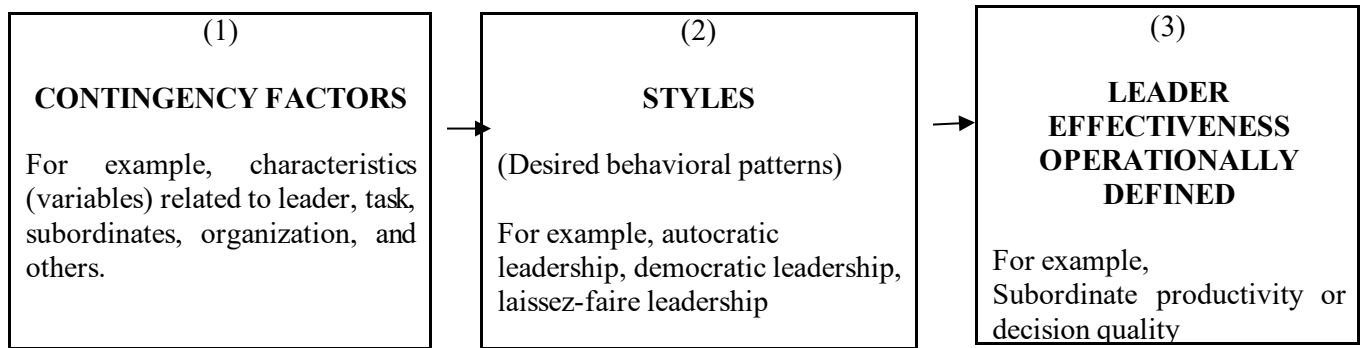 (1)
CONTINGENCY FACTORS
For example, characteristics
(variables) related to leader, task,
subordinates, organization, and
others.
(2)
STYLES
(Desired behavioral patterns)
For example, autocratic
leadership, democratic leadership,
laissez-faire leadership
(3)
LEADER
EFFECTIVENESS
OPERATIONALLY
DEFINED
For example,
Subordinate productivity or
decision quality